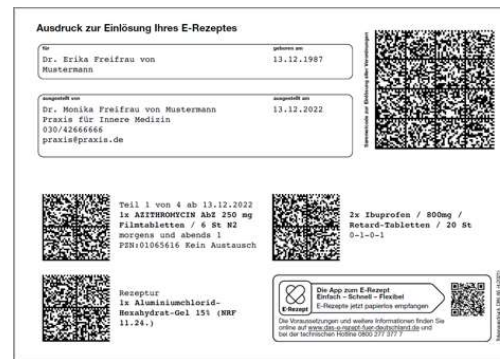 Ausdruck zur Einlösung Ihres E-Rezeptes
für
geboren am
Dr. Erika Freifrau von
Mustermann
13.12.1987
ausgestellt von
ausgestellt am
Dr. Monika Freifrau von Mustermann
Praxis für Innere Medizin
030/42666666
praxis@praxis.de
13.12.2022
Sammelcode zur Einlösung aller Verordnungen
Teil 1 von 4 ab 13.12.2022
1x AZITHROMYCIN AbZ 250 mg
Filmtabletten / 6 St N2
morgens und abends 1
PZN:01065616 Kein Austausch
2x Ibuprofen / 800mg /
Retard-Tabletten / 20 St
0-1-0-1
Rezeptur
1x Aluminiumchlorid-
Hexahydrat-Gel 15% (NRF
11.24.)
E-Rezept
Die App zum E-Rezept
Einfach – Schnell – Flexibel
E-Rezepte jetzt papierlos empfangen
Die Voraussetzungen und weitere Informationen finden Sie
online auf www.das-e-rezept-fuer-deutschland.de und
bei der technischen Hotline 0800 277 377 7